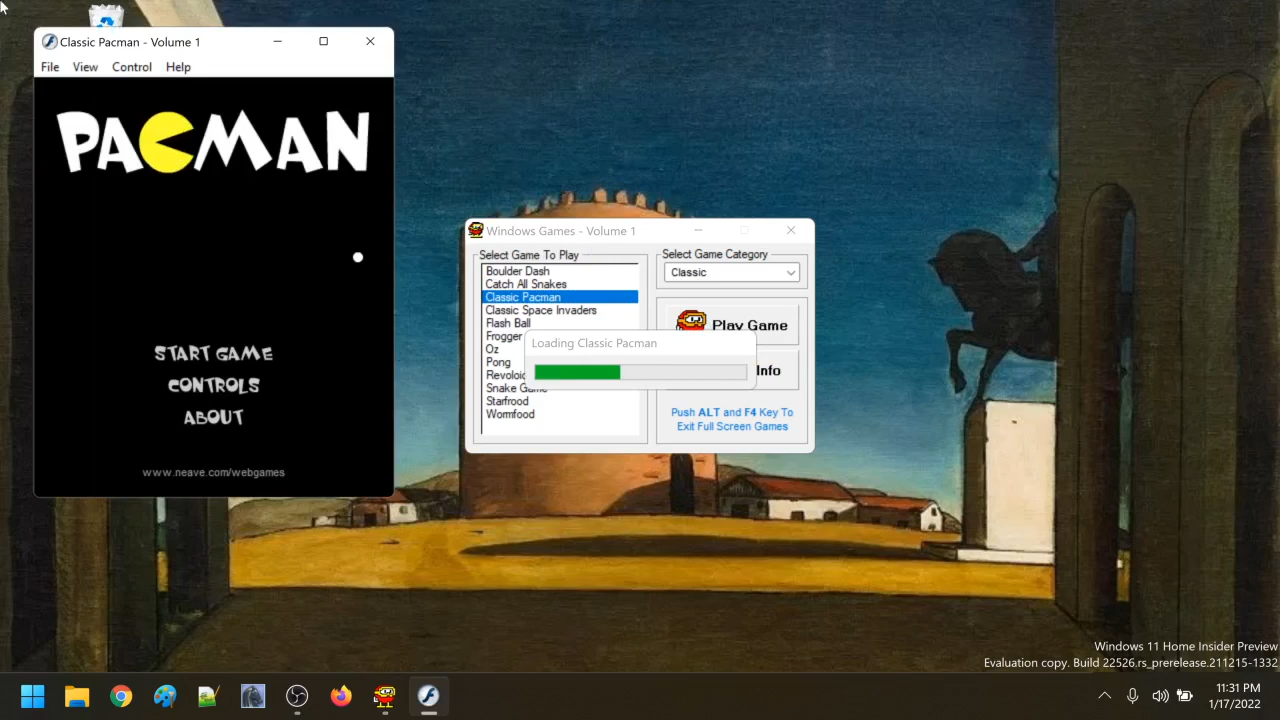 Classic Pacman - Volume 1
File View Control Help
PACMAN
START GAME
CONTROLS
ABOUT
www.neave.com/webgames
Windows Games - Volume 1
Select Game To Play
Boulder Dash
Catch All Snakes
Classic Pacman
Classic Space Invaders
Flash Ball
Frogger
Oz
Pong
Revoloid
Snake Game
Starfrood
Wormfood
Select Game Category
Classic
Play Game
Info
Push ALT and F4 Key To
Exit Full Screen Games
Loading Classic Pacman
Windows 11 Home Insider Preview
Evaluation copy. Build 22526.rs_prerelease.211215-1332
11:31 PM
1/17/2022